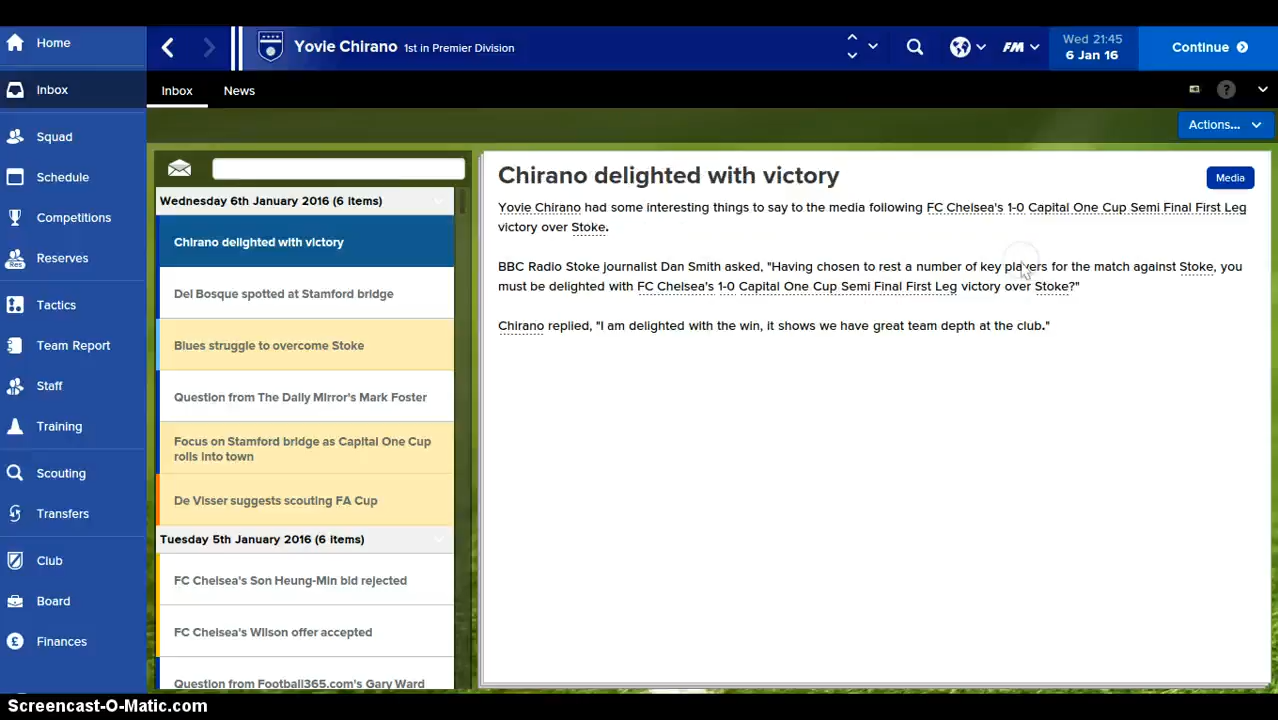 Home
Inbox
Squad
Schedule
Competitions
Res
Reserves
Tactics
Team Report
Staff
Training
Scouting
Transfers
Club
Board
£
Finances
Yovie Chirano 1st in Premier Division
FM
Wed 21:45
6 Jan 16
Continue
Inbox News
?
Actions...
Wednesday 6th January 2016 (6 items)
Chirano delighted with victory
Del Bosque spotted at Stamford bridge
Blues struggle to overcome Stoke
Question from The Daily Mirror's Mark Foster
Focus on Stamford bridge as Capital One Cup
rolls into town
De Visser suggests scouting FA Cup
Tuesday 5th January 2016 (6 items)
FC Chelsea's Son Heung-Min bid rejected
FC Chelsea's Wilson offer accepted
Question from Football365.com's Gary Ward
Chirano delighted with victory
Media
Yovie Chirano had some interesting things to say to the media following FC Chelsea's 1-0 Capital One Cup Semi Final First Leg
victory over Stoke.
BBC Radio Stoke journalist Dan Smith asked, "Having chosen to rest a number of key players for the match against Stoke, you
must be delighted with FC Chelsea's 1-0 Capital One Cup Semi Final First Leg victory over Stoke?"
Chirano replied, "I am delighted with the win, it shows we have great team depth at the club."
Screencast-O-Matic.com